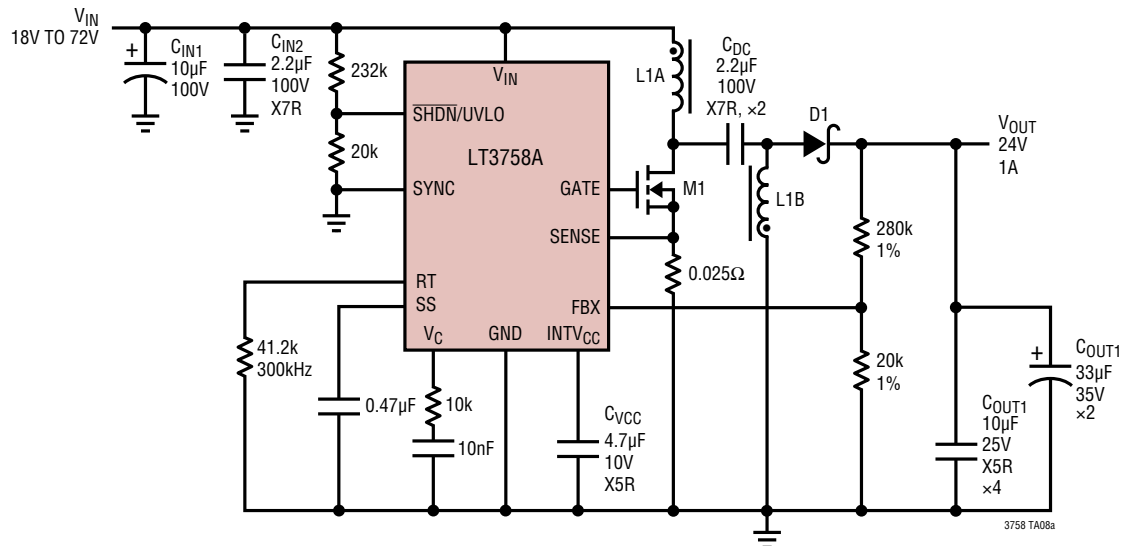 VIN
18V TO 72V
CIN1
10µF
100V
CIN2
2.2µF
100V
X7R
232k
20k
VIN
SHDN/UVLO
LT3758A
SYNC
GATE
SENSE
RT
SS
FBX
VC
GND
INTVCC
L1A
CDC
2.2µF
100V
X7R, ×2
D1
VOUT
24V
1A
M1
L1B
0.025Ω
280k
1%
20k
1%
41.2k
300kHz
0.47µF
10k
10nF
CVCC
4.7µF
10V
X5R
COUT1
10µF
25V
X5R
×4
+
COUT1
33µF
35V
×2
+
3758 TA08a